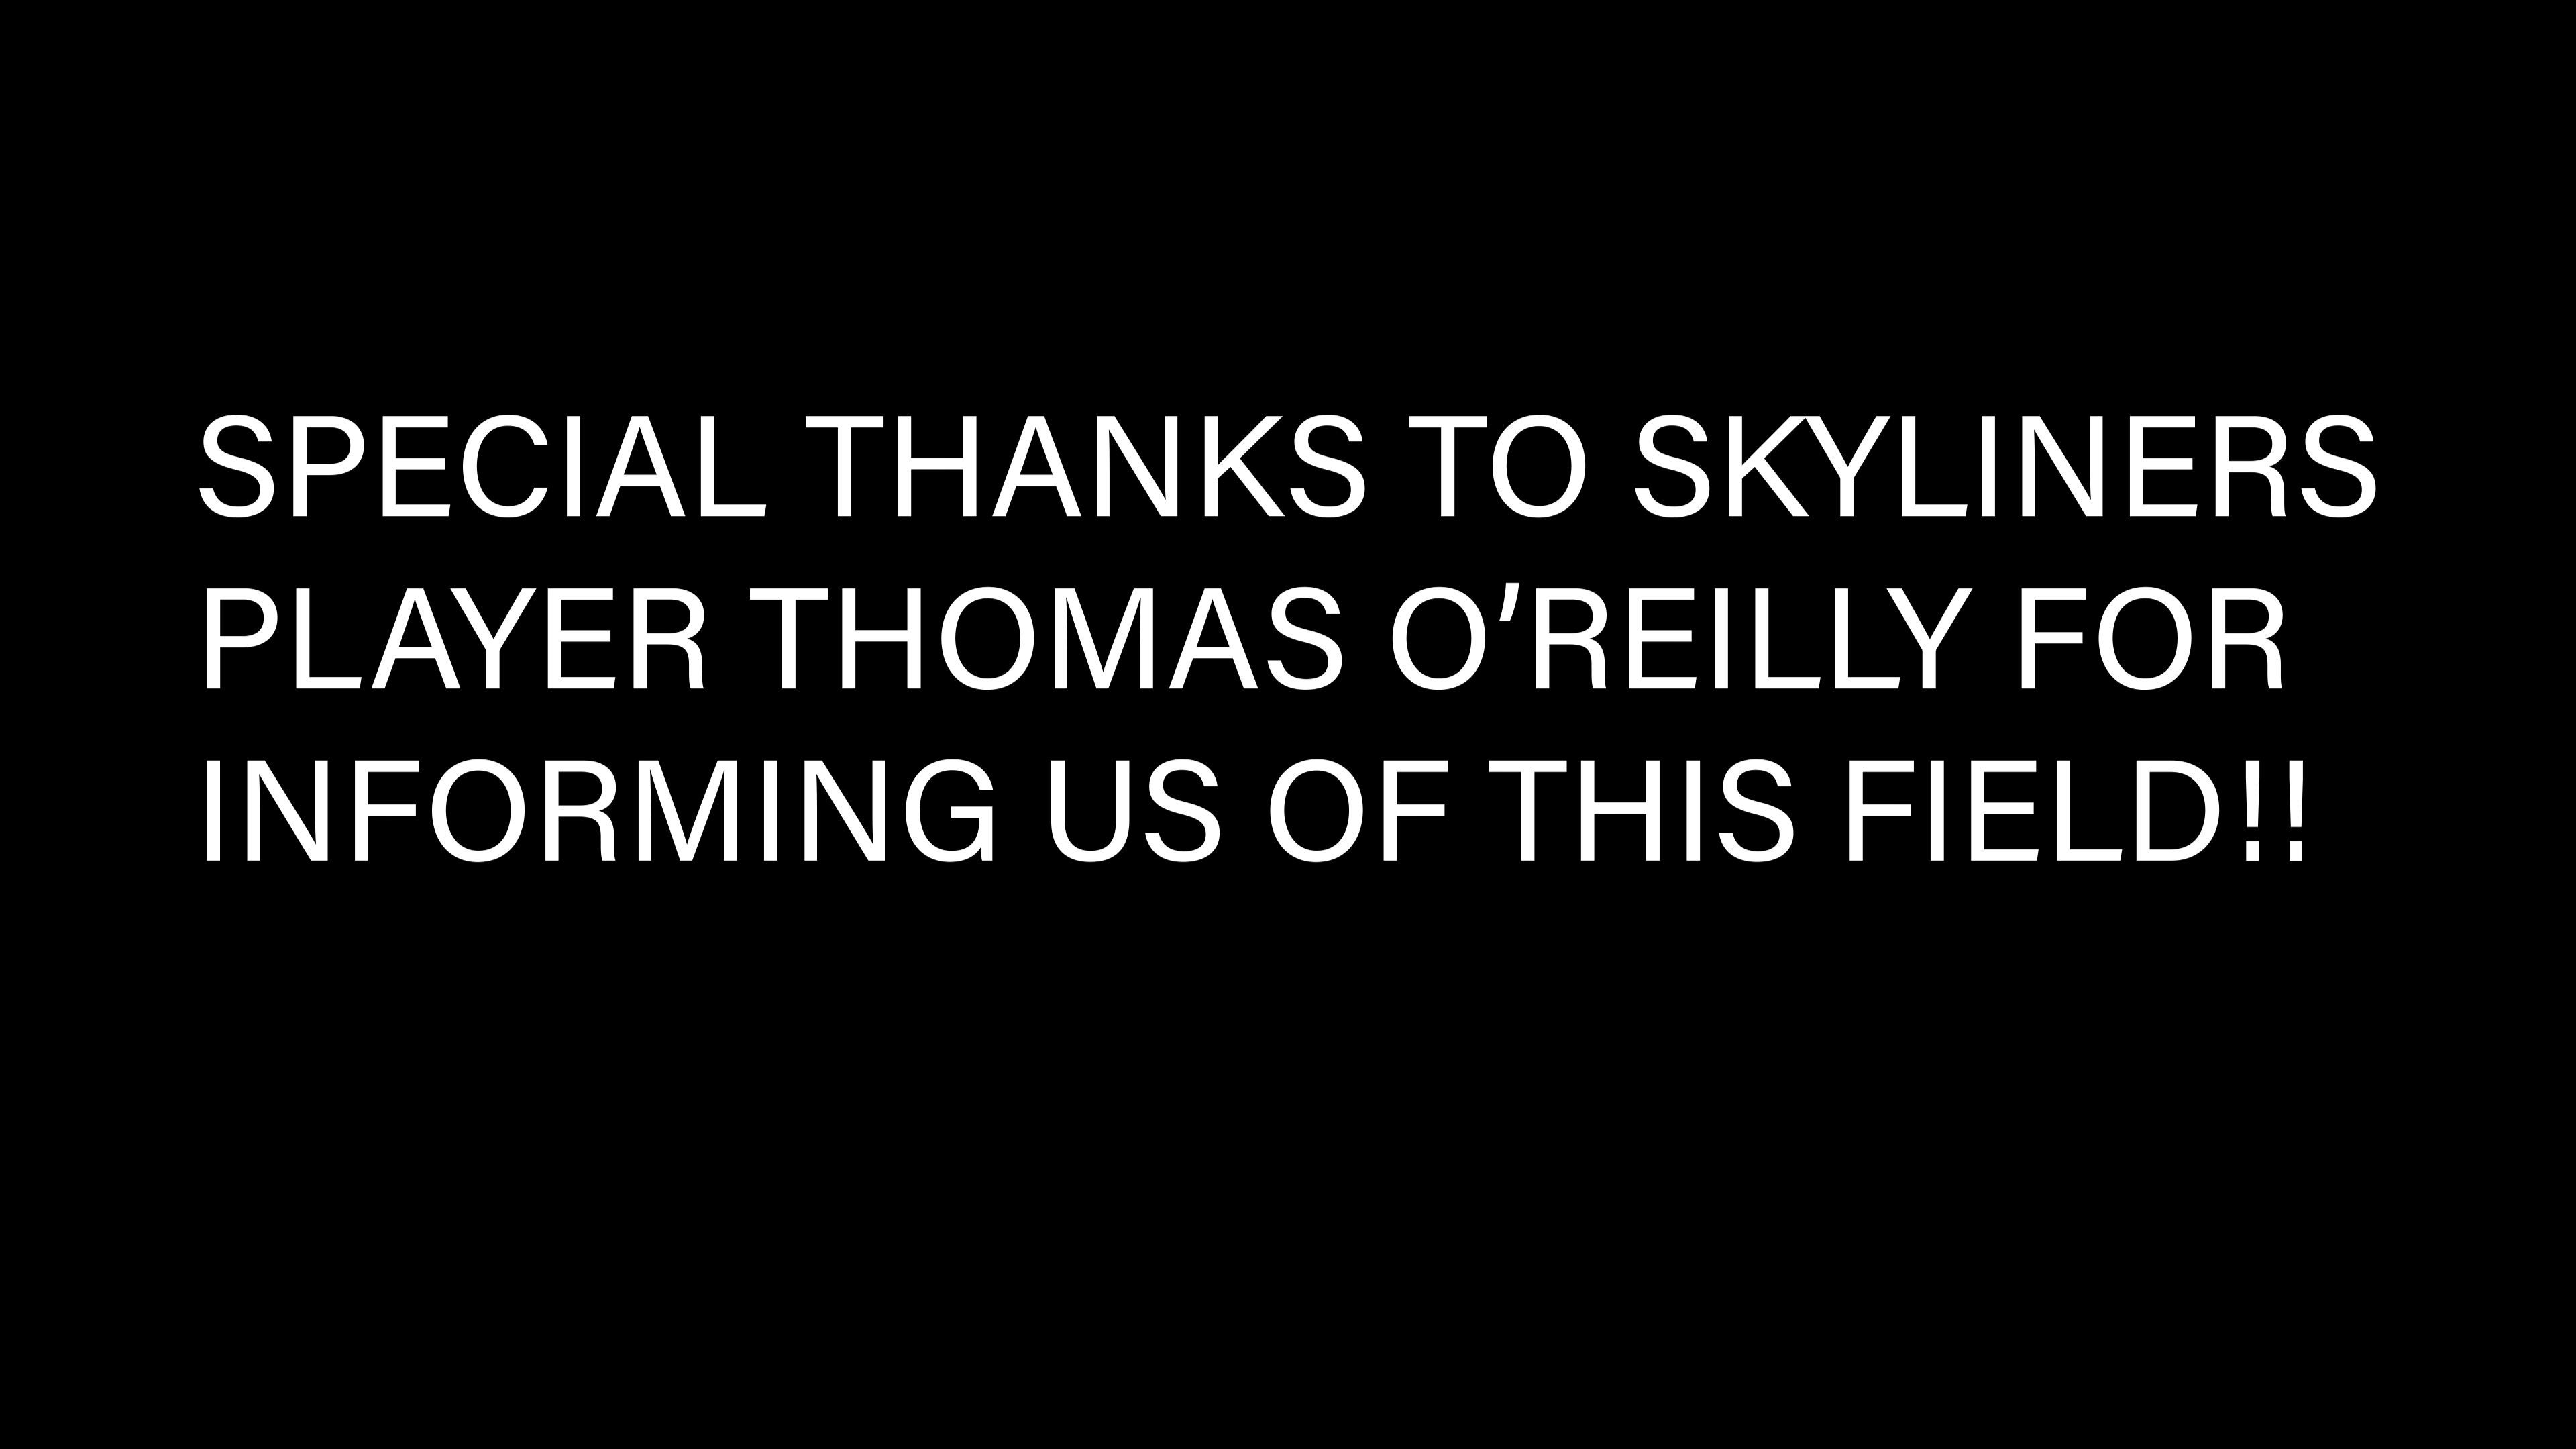 SPECIAL THANKS TO SKYLINERS
PLAYER THOMAS O’REILLY FOR
INFORMING US OF THIS FIELD!!